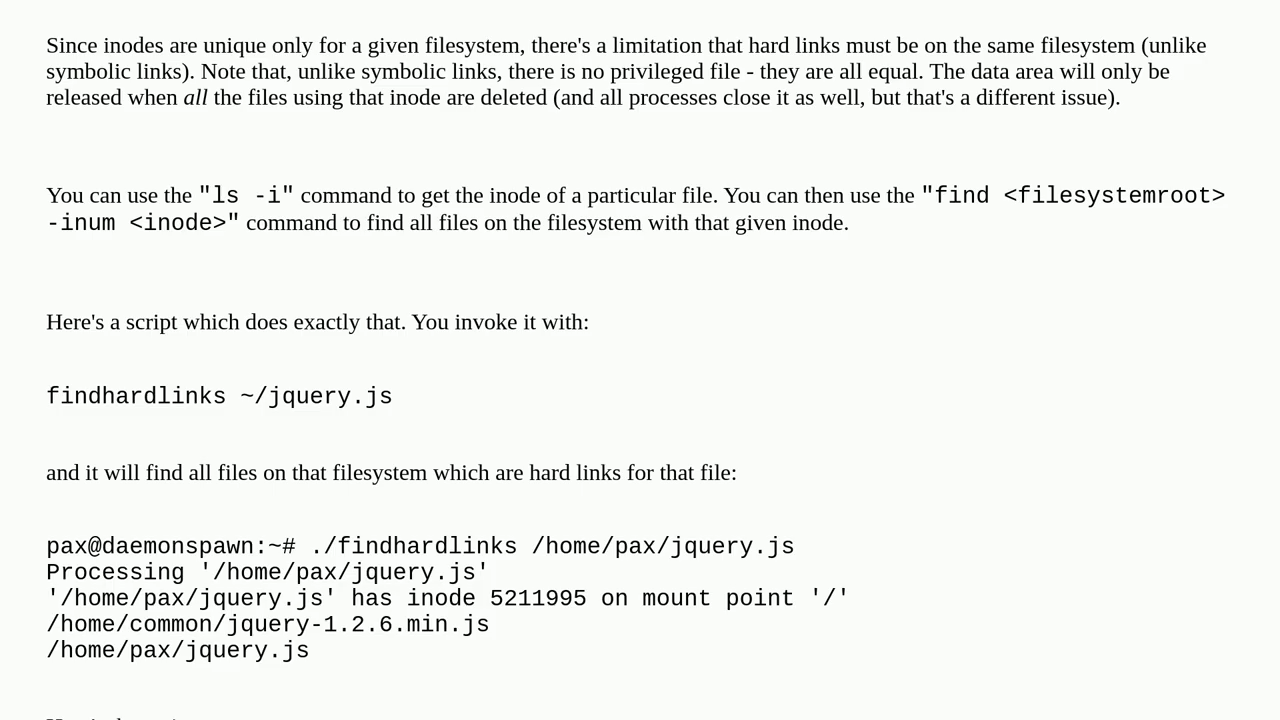 Since inodes are unique only for a given filesystem, there's a limitation that hard links must be on the same filesystem (unlike
symbolic links). Note that, unlike symbolic links, there is no privileged file - they are all equal. The data area will only be
released when all the files using that inode are deleted (and all processes close it as well, but that's a different issue).
You can use the "ls -i" command to get the inode of a particular file. You can then use the "find <filesystemroot>
-inum <inode>" command to find all files on the filesystem with that given inode.
Here's a script which does exactly that. You invoke it with:
findhardlinks ~/jquery.js
and it will find all files on that filesystem which are hard links for that file:
pax@daemonspawn:~# ./findhardlinks /home/pax/jquery.js
Processing '/home/pax/jquery.js'
'/home/pax/jquery.js' has inode 5211995 on mount point '/'
/home/common/jquery-1.2.6.min.js
/home/pax/jquery.js